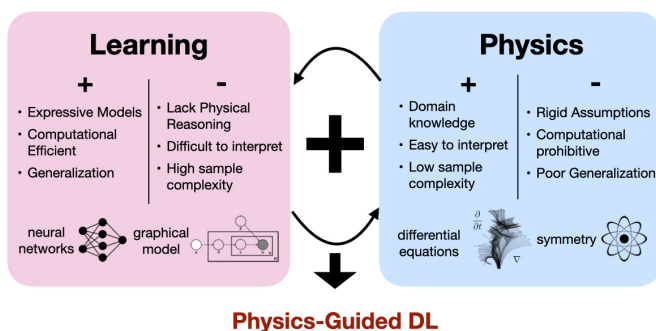 Learning
+
-
• Expressive Models
• Computational
Efficient
• Generalization
• Lack Physical
Reasoning
• Difficult to interpret
• High sample
complexity
neural
networks
graphical
model
+
Physics
+
-
• Domain
knowledge
• Easy to interpret
• Low sample
complexity
• Rigid Assumptions
• Computational
prohibitive
• Poor Generalization
differential
equations
∂
∂t
∇
symmetry
Physics-Guided DL